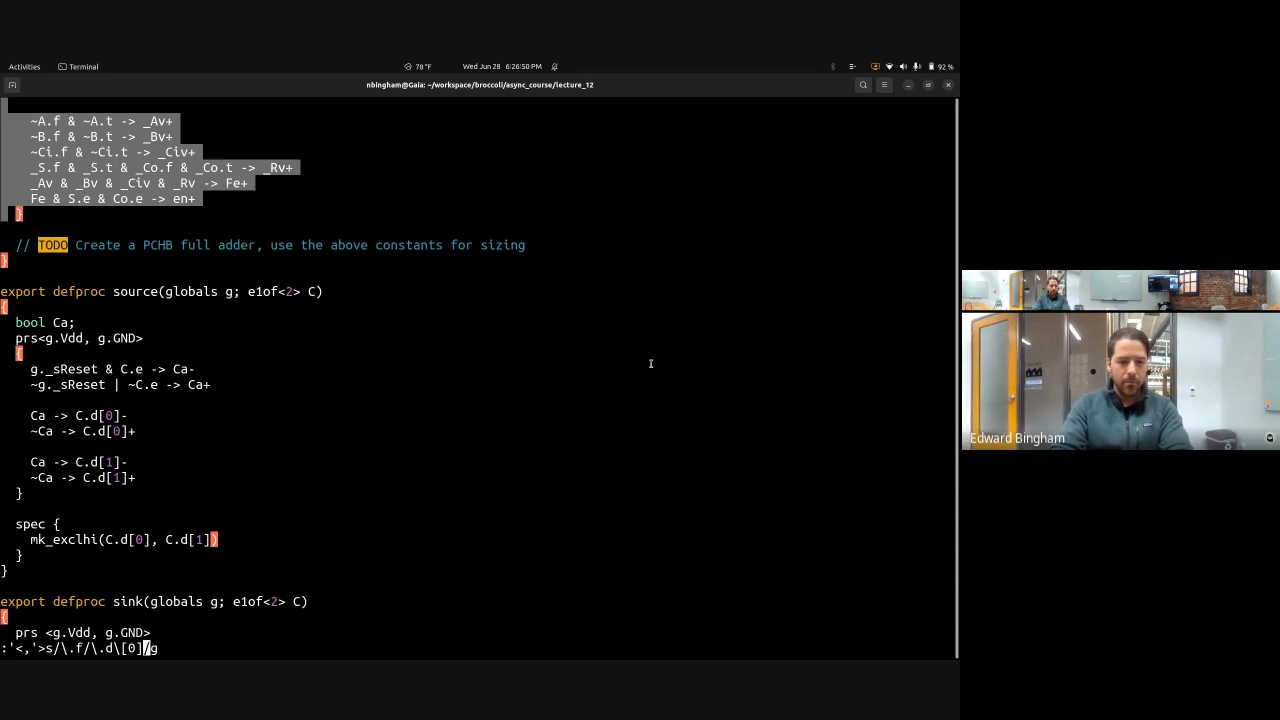 Activities Terminal 78 °F Wed Jun 28 6:26:50 PM 92 %
nbingham@Gaia: ~/workspace/broccoli/async_course/lecture_12
~A.f & ~A.t -> _Av+
~B.f & ~B.t -> _Bv+
~Ci.f & ~Ci.t -> _Civ+
_S.f & _S.t & _Co.f & _Co.t -> _Rv+
_Av & _Bv & _Civ & _Rv -> Fe+
Fe & S.e & Co.e -> en+
}
// TODO Create a PCHB full adder, use the above constants for sizing
}
export defproc source(globals g; e1of<2> C)
{
bool Ca;
prs<g.Vdd, g.GND>
{
g._sReset & C.e -> Ca-
~g._sReset | ~C.e -> Ca+
Ca -> C.d[0]-
~Ca -> C.d[0]+
Ca -> C.d[1]-
~Ca -> C.d[1]+
}
spec {
mk_exclhi(C.d[0], C.d[1])
}
}
export defproc sink(globals g; e1of<2> C)
{
prs <g.Vdd, g.GND>
:'<,'>s/\.f/\.d\[0]/g
Edward Bingham